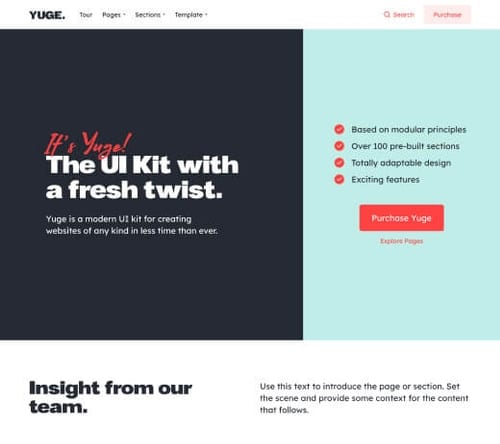 YUGE.
Tour
Pages
Sections
Template
Search
Purchase
It's Yuge!
The UI Kit with
a fresh twist.
Yuge is a modern UI kit for creating
websites of any kind in less time than ever.
Based on modular principles
Over 100 pre-built sections
Totally adaptable design
Exciting features
Purchase Yuge
Explore Pages
Insight from our
team.
Use this text to introduce the page or section. Set
the scene and provide some context for the content
that follows.